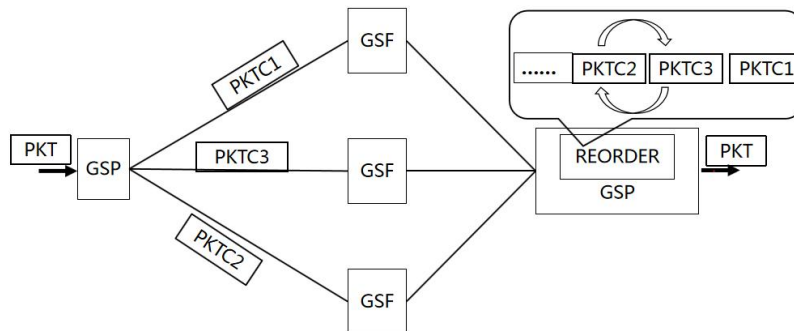 GSF
PKTC1
...... PKTC2 PKTC3 PKTC1
PKT
GSP
PKTC3
GSF
REORDER
GSP
PKT
PKTC2
GSF